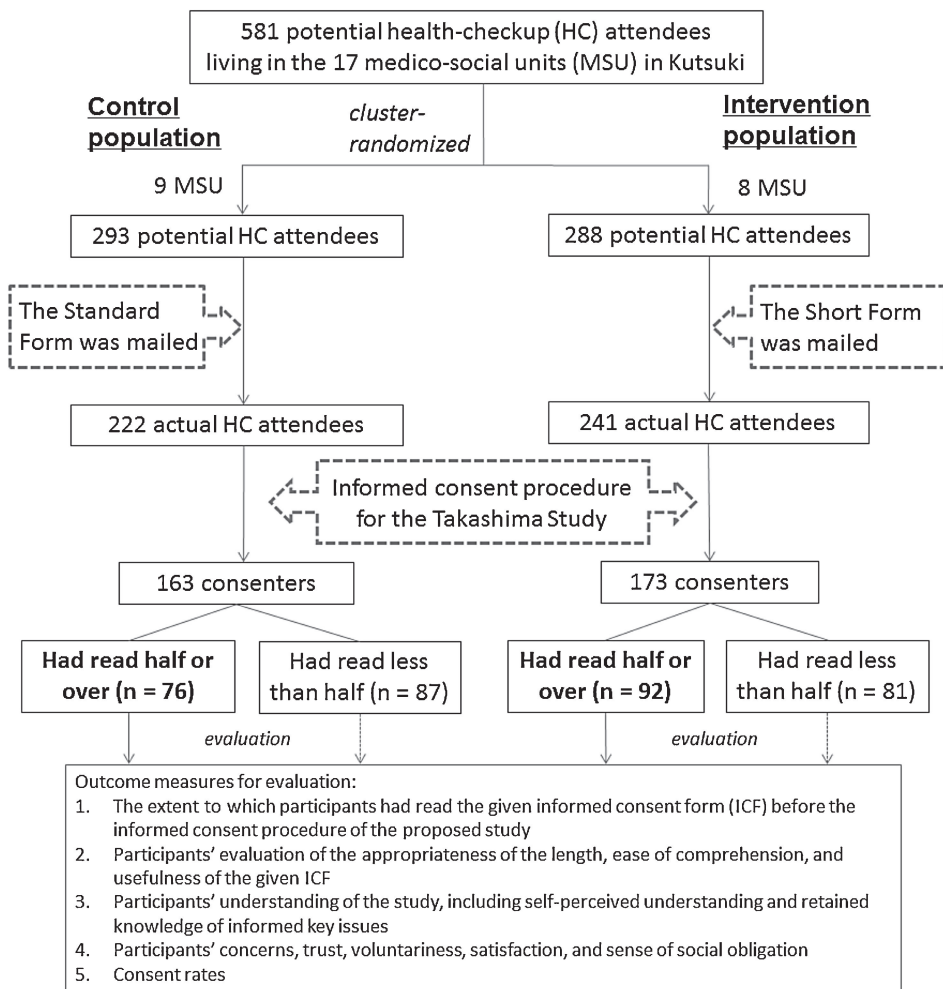 581 potential health-checkup (HC) attendees
living in the 17 medico-social units (MSU) in Kutsuki
Control
population
cluster-
randomized
Intervention
population
9 MSU
8 MSU
293 potential HC attendees
288 potential HC attendees
The Standard
Form was mailed
The Short Form
was mailed
222 actual HC attendees
241 actual HC attendees
Informed consent procedure
for the Takashima Study
163 consenters
173 consenters
Had read half or
over (n = 76)
Had read less
than half (n = 87)
Had read half or
over (n = 92)
Had read less
than half (n = 81)
evaluation
evaluation
Outcome measures for evaluation:
1. The extent to which participants had read the given informed consent form (ICF) before the
informed consent procedure of the proposed study
2. Participants’ evaluation of the appropriateness of the length, ease of comprehension, and
usefulness of the given ICF
3. Participants’ understanding of the study, including self-perceived understanding and retained
knowledge of informed key issues
4. Participants’ concerns, trust, voluntariness, satisfaction, and sense of social obligation
5. Consent rates